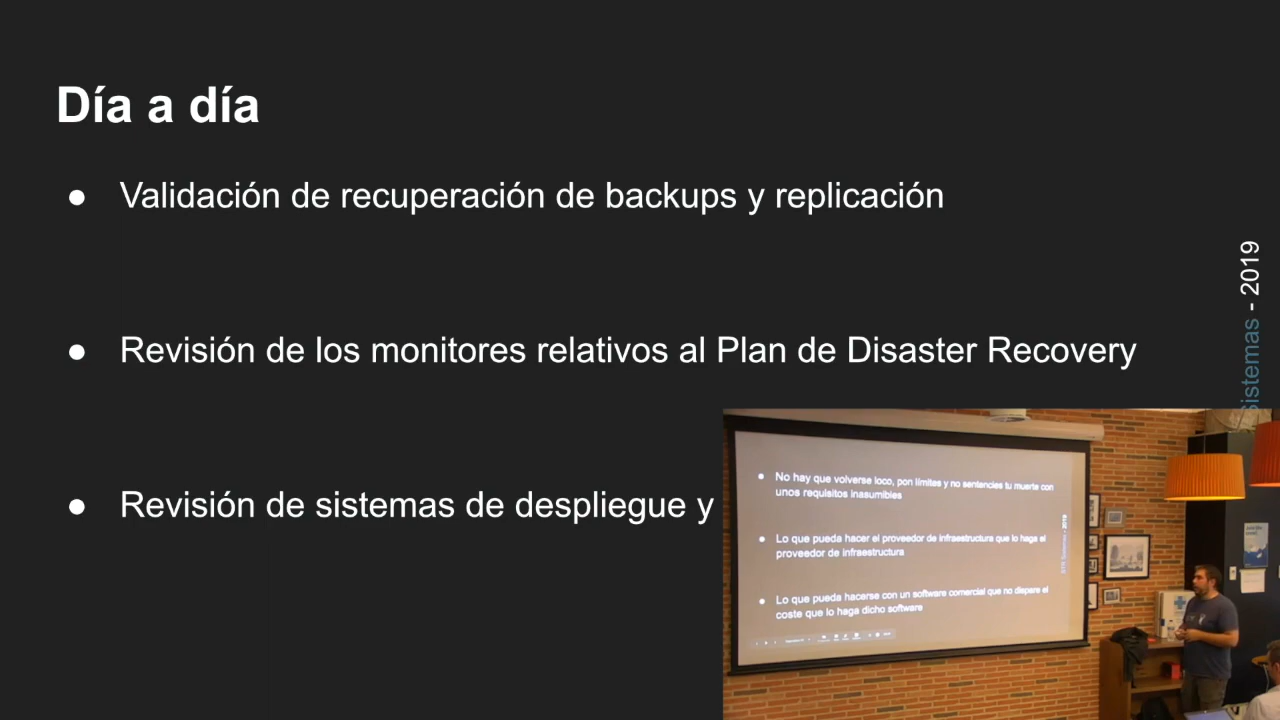 Día a día
● Validación de recuperación de backups y replicación
● Revisión de los monitores relativos al Plan de Disaster Recovery
● Revisión de sistemas de despliegue y
Sistemas - 2019
● No hay que volverse loco, pon límites y no sentencies tu muerte con
unos requisitos inasumibles
● Lo que pueda hacer el proveedor de infraestructura que lo haga el
proveedor de infraestructura
● Lo que pueda hacerse con un software comercial que no dispare el
coste que lo haga dicho software
Sistemas - 2019